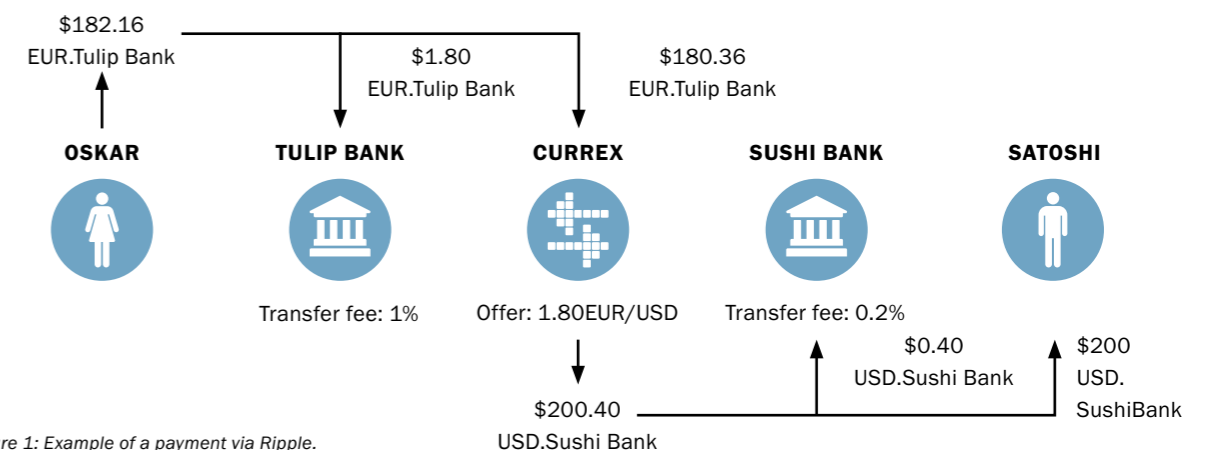 $182.16
EUR.Tulip Bank
$1.80
EUR.Tulip Bank
$180.36
EUR.Tulip Bank
OSKAR
TULIP BANK
CURREX
SUSHI BANK
SATOSHI
Transfer fee: 1%
Offer: 1.80EUR/USD
Transfer fee: 0.2%
$0.40
USD.Sushi Bank
$200
USD.
SushiBank
$200.40
USD.Sushi Bank
re 1: Example of a payment via Ripple.